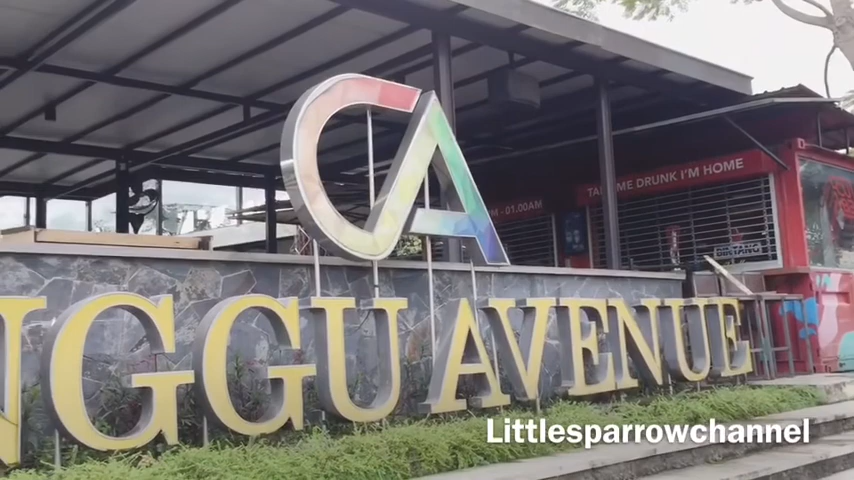 CA
M - 01.00AM
TAKE ME DRUNK I'M HOME
BINTANG
NGGU AVENUE
Littlesparrowchannel